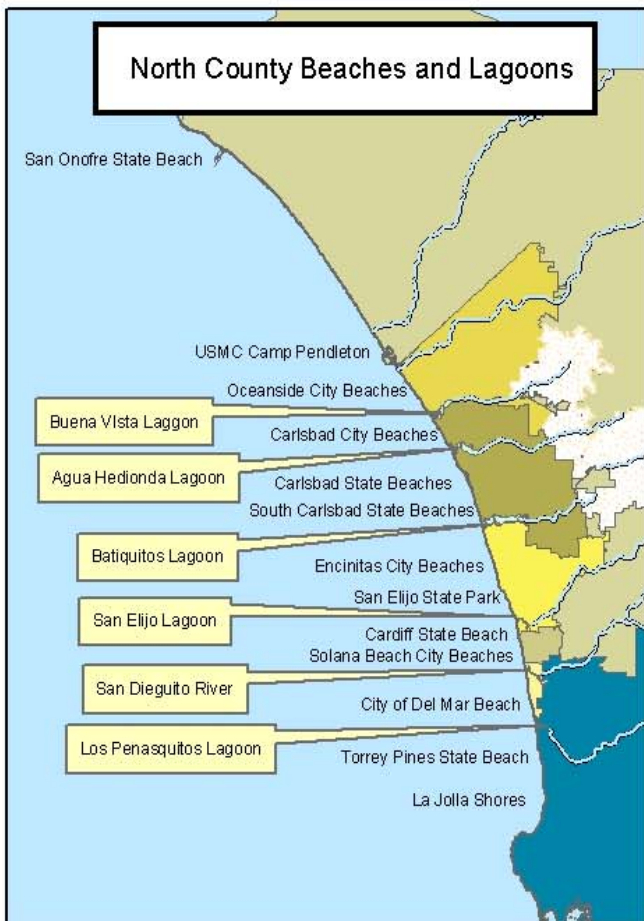 North County Beaches and Lagoons
San Onofre State Beach
USMC Camp Pendleton
Oceanside City Beaches
Buena VIsta Laggon
Carlsbad City Beaches
Agua Hedionda Lagoon
Carlsbad State Beaches
South Carlsbad State Beaches
Batiquitos Lagoon
Encinitas City Beaches
San Elijo State Park
San Elijo Lagoon
Cardiff State Beach
Solana Beach City Beaches
San Dieguito River
City of Del Mar Beach
Los Penasquitos Lagoon
Torrey Pines State Beach
La Jolla Shores